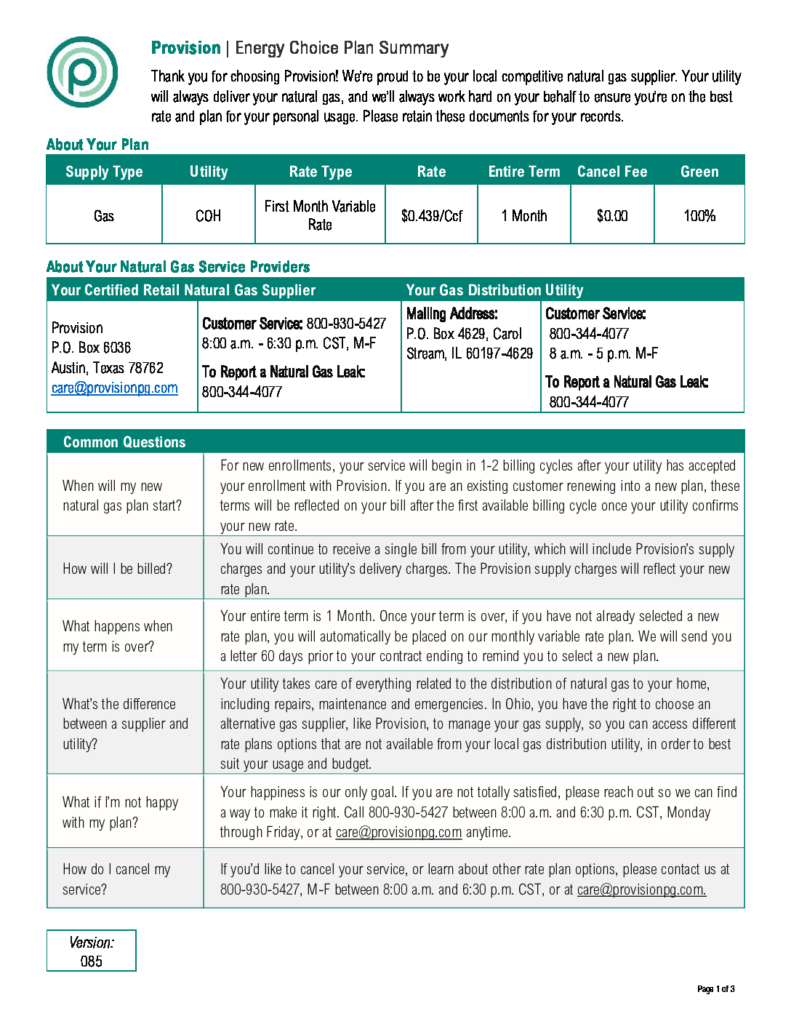 Provision | Energy Choice Plan Summary
Thank you for choosing Provision! We're proud to be your local competitive natural gas supplier. Your utility
will always deliver your natural gas, and we'll always work hard on your behalf to ensure you're on the best
rate and plan for your personal usage. Please retain these documents for your records.
About Your Plan
Supply Type Utility Rate Type Rate Entire Term Cancel Fee Green
Gas COH First Month Variable Rate $0.439/Ccf 1 Month $0.00 100%
About Your Natural Gas Service Providers
Your Certified Retail Natural Gas Supplier Your Gas Distribution Utility
Provision
P.O. Box 6036
Austin, Texas 78762
care@provisionpg.com
Customer Service: 800-930-5427
8:00 a.m. - 6:30 p.m. CST, M-F
To Report a Natural Gas Leak:
800-344-4077
Mailing Address:
P.O. Box 4629, Carol
Stream, IL 60197-4629
Customer Service:
800-344-4077
8 a.m. - 5 p.m. M-F
To Report a Natural Gas Leak:
800-344-4077
Common Questions
When will my new
natural gas plan start?
For new enrollments, your service will begin in 1-2 billing cycles after your utility has accepted
your enrollment with Provision. If you are an existing customer renewing into a new plan, these
terms will be reflected on your bill after the first available billing cycle once your utility confirms
your new rate.
How will I be billed?
You will continue to receive a single bill from your utility, which will include Provision's supply
charges and your utility's delivery charges. The Provision supply charges will reflect your new
rate plan.
What happens when
my term is over?
Your entire term is 1 Month. Once your term is over, if you have not already selected a new
rate plan, you will automatically be placed on our monthly variable rate plan. We will send you
a letter 60 days prior to your contract ending to remind you to select a new plan.
What's the difference
between a supplier and
utility?
Your utility takes care of everything related to the distribution of natural gas to your home,
including repairs, maintenance and emergencies. In Ohio, you have the right to choose an
alternative gas supplier, like Provision, to manage your gas supply, so you can access different
rate plans options that are not available from your local gas distribution utility, in order to best
suit your usage and budget.
What if I'm not happy
with my plan?
Your happiness is our only goal. If you are not totally satisfied, please reach out so we can find
a way to make it right. Call 800-930-5427 between 8:00 a.m. and 6:30 p.m. CST, Monday
through Friday, or at care@provisionpg.com anytime.
How do I cancel my
service?
If you'd like to cancel your service, or learn about other rate plan options, please contact us at
800-930-5427, M-F between 8:00 a.m. and 6:30 p.m. CST, or at care@provisionpg.com.
Version:
085
Page 1 of 3